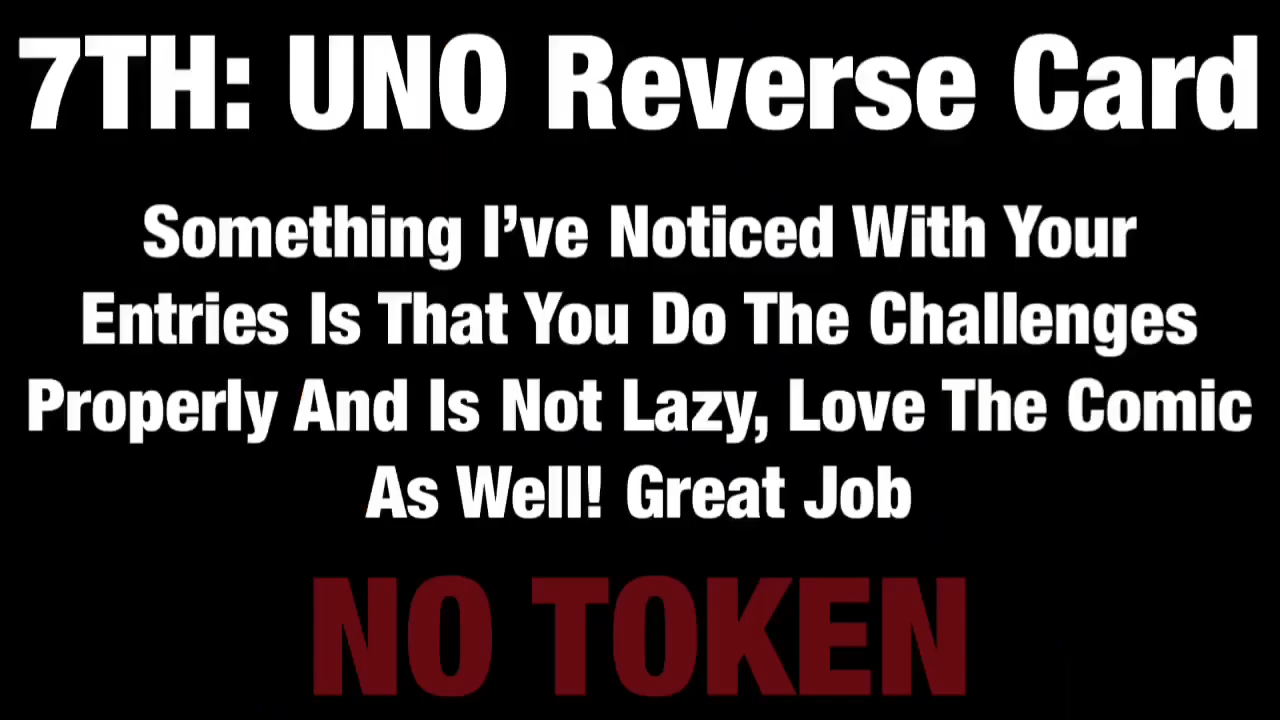 7TH: UNO Reverse Card
Something I’ve Noticed With Your
Entries Is That You Do The Challenges
Properly And Is Not Lazy, Love The Comic
As Well! Great Job
NO TOKEN